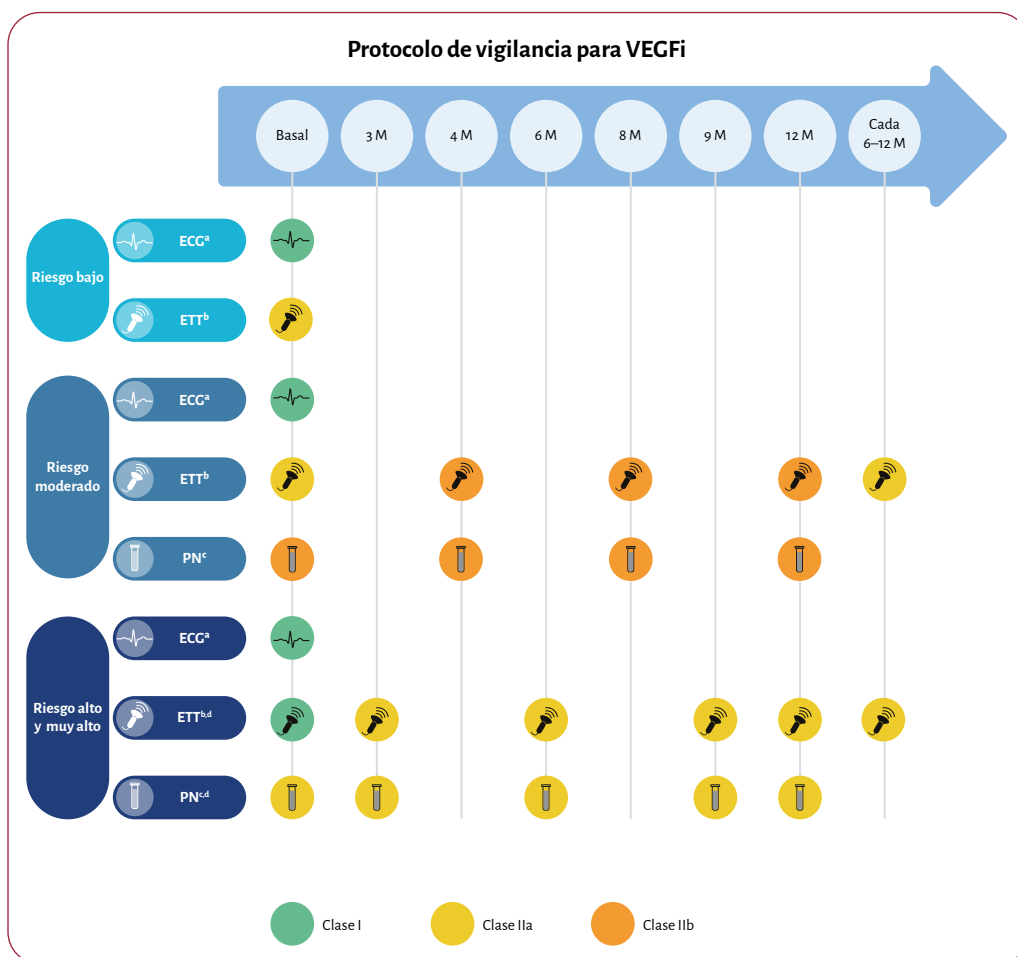 Protocolo de vigilancia para VEGFi
Basal
3 M
4 M
6 M
8 M
9 M
12 M
Cada
6–12 M
Riesgo bajo
ECGᵃ
ETTᵇ
Riesgo
moderado
ECGᵃ
ETTᵇ
PNᶜ
Riesgo alto
y muy alto
ECGᵃ
ETTᵇ,ᵈ
PNᶜ,ᵈ
Clase I
Clase IIa
Clase IIb